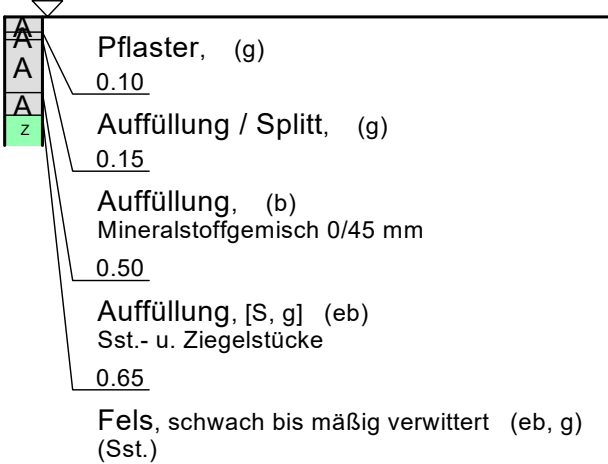 A
A
A
A
z
Pflaster, (g)
0.10
Auffüllung / Splitt, (g)
0.15
Auffüllung, (b)
Mineralstoffgemisch 0/45 mm
0.50
Auffüllung, [S, g] (eb)
Sst.- u. Ziegelstücke
0.65
Fels, schwach bis mäßig verwittert (eb, g)
(Sst.)